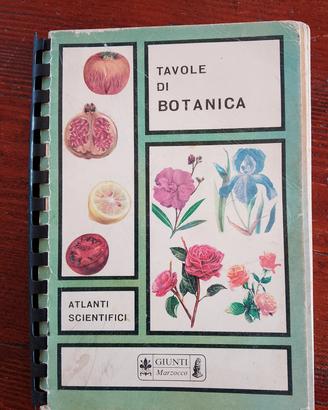 TAVOLE
DI
BOTANICA
ATLANTI
SCIENTIFICI
GIUNTI
Marzocco